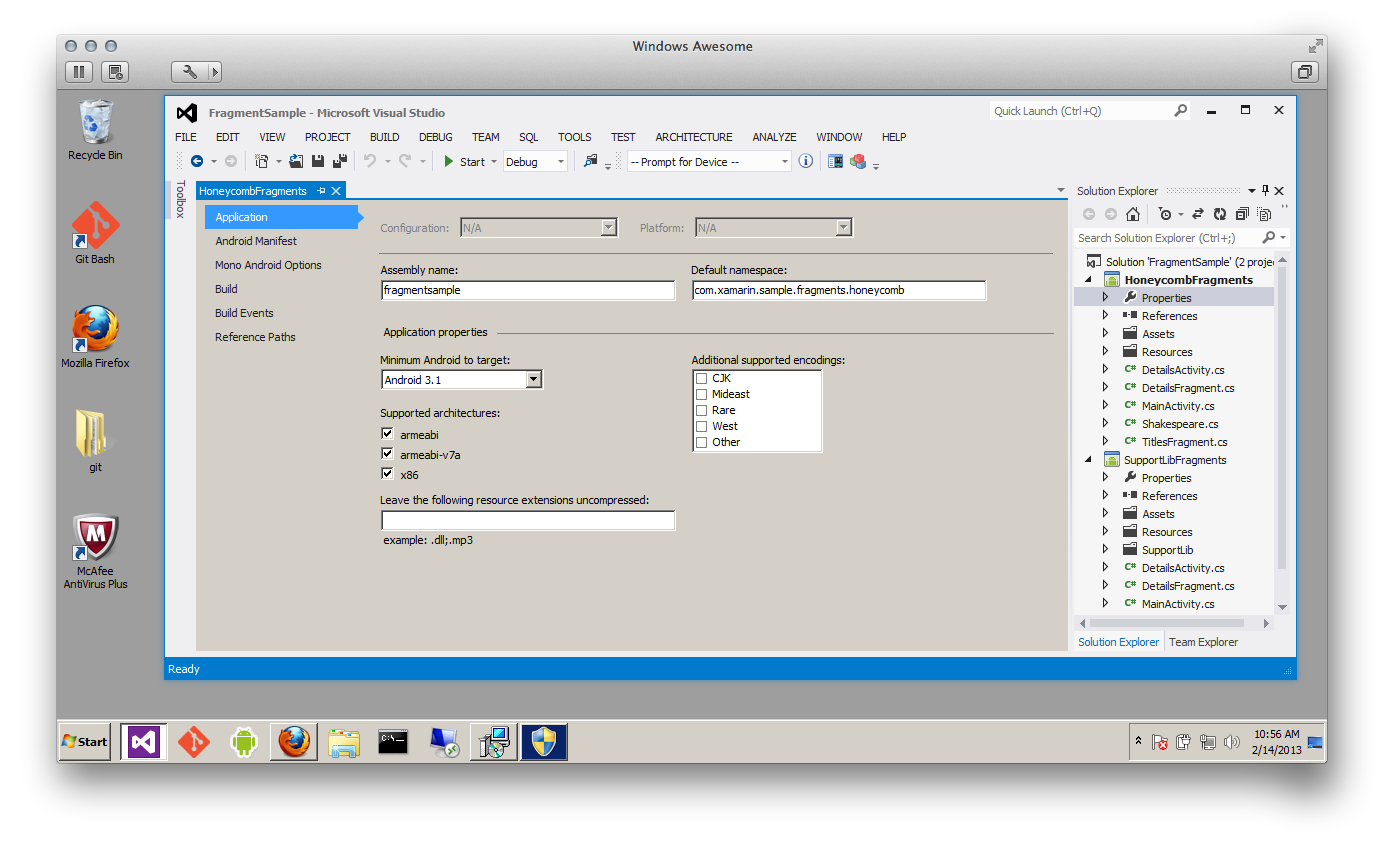 Windows Awesome
Recycle Bin
Git Bash
Mozilla Firefox
git
McAfee
AntiVirus Plus
FragmentSample - Microsoft Visual Studio
Quick Launch (Ctrl+Q)
FILE EDIT VIEW PROJECT BUILD DEBUG TEAM SQL TOOLS TEST ARCHITECTURE ANALYZE WINDOW HELP
Start Debug -- Prompt for Device --
Toolbox
HoneycombFragments
Application
Android Manifest
Mono Android Options
Build
Build Events
Reference Paths
Configuration: N/A Platform: N/A
Assembly name: Default namespace:
fragmentsample com.xamarin.sample.fragments.honeycomb
Application properties
Minimum Android to target:
Android 3.1
Supported architectures:
armeabi
armeabi-v7a
x86
Additional supported encodings:
CJK
Mideast
Rare
West
Other
Leave the following resource extensions uncompressed:
example: .dll;.mp3
Solution Explorer
Search Solution Explorer (Ctrl+;)
Solution 'FragmentSample' (2 proje
HoneycombFragments
Properties
References
Assets
Resources
C# DetailsActivity.cs
C# DetailsFragment.cs
C# MainActivity.cs
C# Shakespeare.cs
C# TitlesFragment.cs
SupportLibFragments
Properties
References
Assets
Resources
SupportLib
C# DetailsActivity.cs
C# DetailsFragment.cs
C# MainActivity.cs
Solution Explorer Team Explorer
Ready
Start
C:\_
10:56 AM
2/14/2013